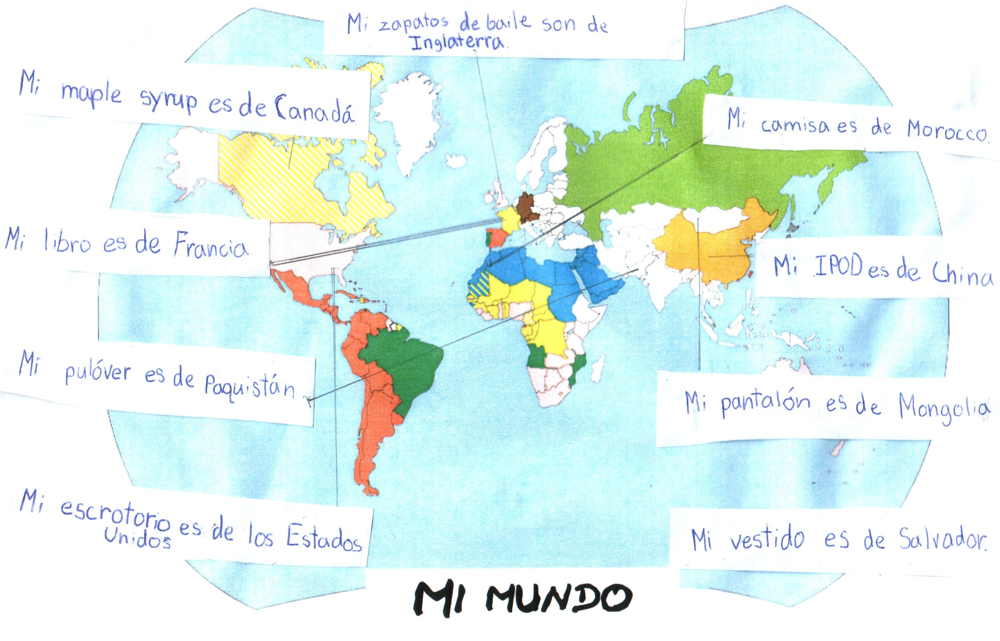 Mi zapatos de baile son de
Inglaterra.
Mi maple syrup es de Canadá
Mi camisa es de Morocco.
Mi libro es de Francia
Mi IPOD es de China
Mi pulóver es de Paquistán
Mi pantalón es de Mongolia
Mi escrotorio es de los Estados
Unidos
Mi vestido es de Salvador.
MI MUNDO